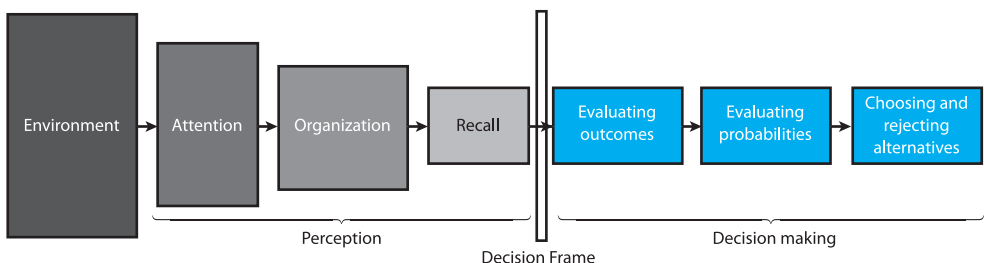 Environment
Attention
Organization
Recall
Evaluating
outcomes
Evaluating
probabilities
Choosing and
rejecting
alternatives
Perception
Decision Frame
Decision making